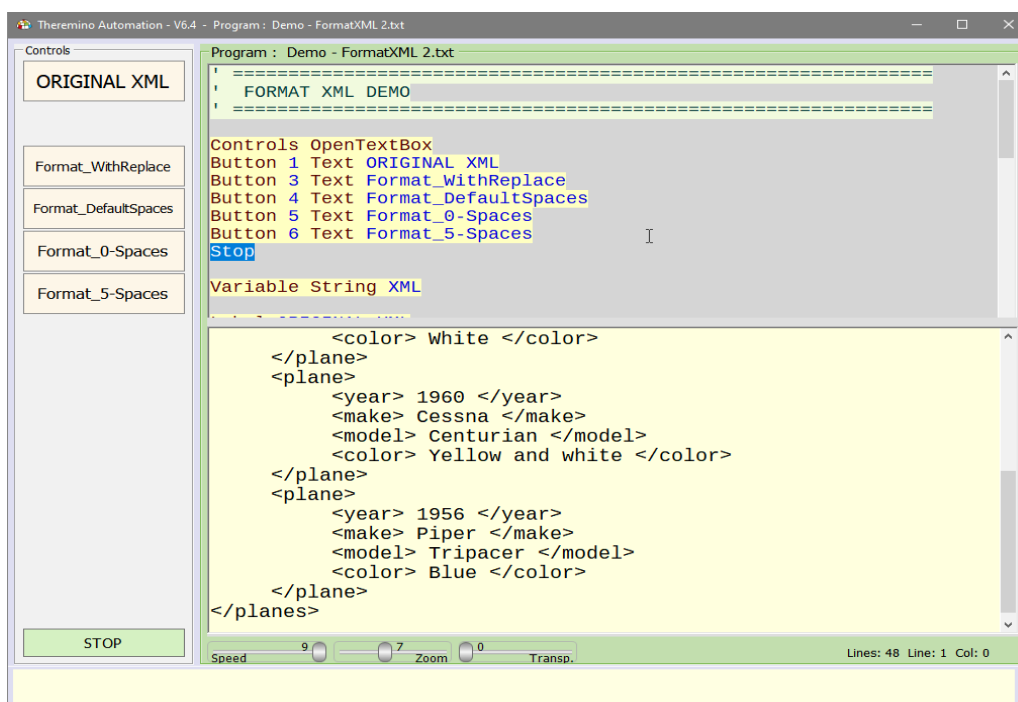 Theremino Automation - V6.4 - Program : Demo - FormatXML 2.txt
Controls
ORIGINAL XML
Format_WithReplace
Format_DefaultSpaces
Format_0-Spaces
Format_5-Spaces
STOP
Program : Demo - FormatXML 2.txt
' ===============================================================
' FORMAT XML DEMO
' ===============================================================
Controls OpenTextBox
Button 1 Text ORIGINAL XML
Button 3 Text Format_WithReplace
Button 4 Text Format_DefaultSpaces
Button 5 Text Format_0-Spaces
Button 6 Text Format_5-Spaces
Stop
Variable String XML
<color> White </color>
</plane>
<plane>
<year> 1960 </year>
<make> Cessna </make>
<model> Centurian </model>
<color> Yellow and white </color>
</plane>
<plane>
<year> 1956 </year>
<make> Piper </make>
<model> Tripacer </model>
<color> Blue </color>
</plane>
</planes>
Speed 9 7 Zoom 0 Transp.
Lines: 48 Line: 1 Col: 0